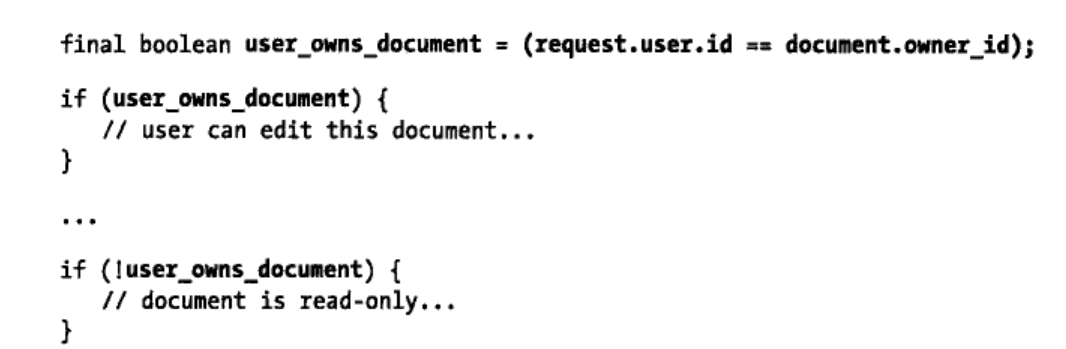 final boolean user_owns_document = (request.user.id == document.owner_id);
if (user_owns_document) {
// user can edit this document...
}
...
if (!user_owns_document) {
// document is read-only...
}